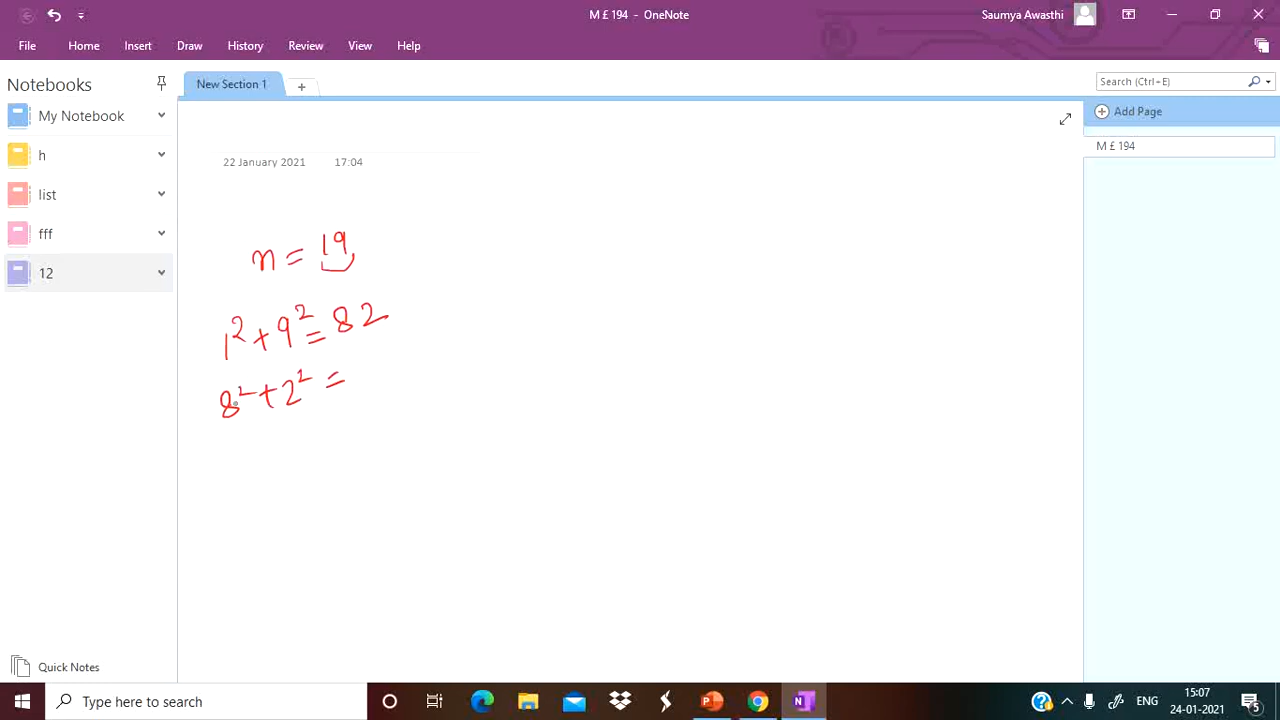 M £ 194 - OneNote
Saumya Awasthi
File Home Insert Draw History Review View Help
Notebooks
New Section 1
+
Search (Ctrl+E)
My Notebook
Add Page
h
M £ 194
list
fff
12
22 January 2021 17:04
n = 19
1² + 9² = 82
8² + 2² =
Quick Notes
Type here to search
ENG
15:07
24-01-2021
5